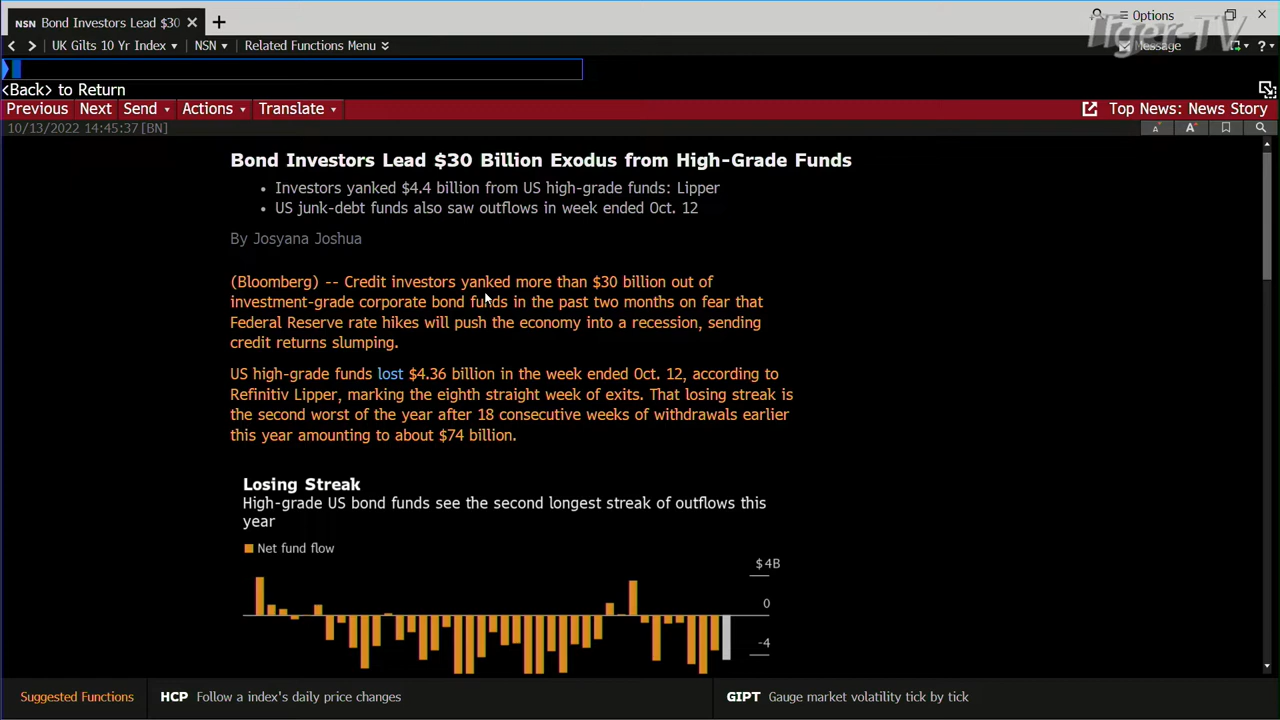 NSN Bond Investors Lead $30
Options
UK Gilts 10 Yr Index NSN Related Functions Menu
Message ?
Tiger-TV
<Back> to Return
Previous Next Send Actions Translate Top News: News Story
10/13/2022 14:45:37 [BN]
A A
Bond Investors Lead $30 Billion Exodus from High-Grade Funds
• Investors yanked $4.4 billion from US high-grade funds: Lipper
• US junk-debt funds also saw outflows in week ended Oct. 12
By Josyana Joshua
(Bloomberg) -- Credit investors yanked more than $30 billion out of
investment-grade corporate bond funds in the past two months on fear that
Federal Reserve rate hikes will push the economy into a recession, sending
credit returns slumping.
US high-grade funds lost $4.36 billion in the week ended Oct. 12, according to
Refinitiv Lipper, marking the eighth straight week of exits. That losing streak is
the second worst of the year after 18 consecutive weeks of withdrawals earlier
this year amounting to about $74 billion.
Losing Streak
High-grade US bond funds see the second longest streak of outflows this
year
Net fund flow
$4B
0
-4
Suggested Functions HCP Follow a index's daily price changes GIPT Gauge market volatility tick by tick